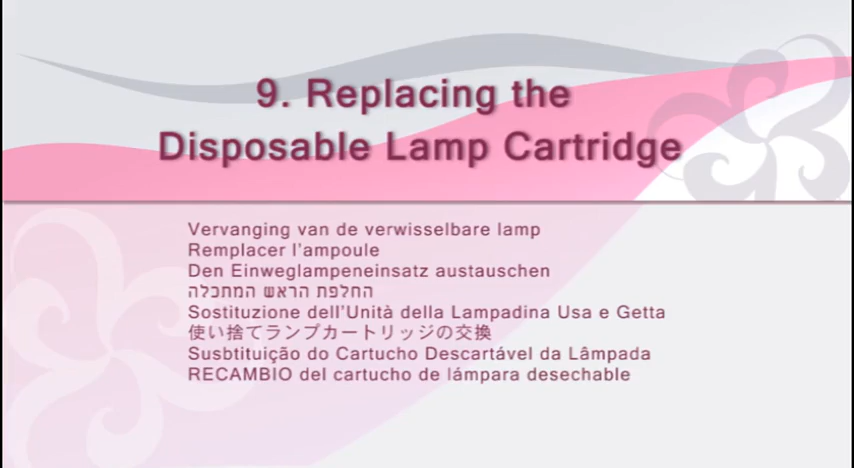 9. Replacing the
Disposable Lamp Cartridge
Vervanging van de verwisselbare lamp
Remplacer l'ampoule
Den Einweglampeneinsatz austauschen
החלפת הראש המתכלה
Sostituzione dell'Unità della Lampadina Usa e Getta
使い捨てランプカートリッジの交換
Susbtituição do Cartucho Descartável da Lâmpada
RECAMBIO del cartucho de lámpara desechable